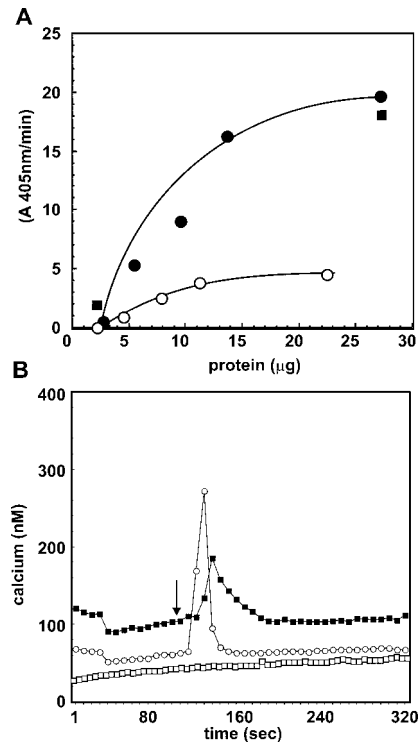 A
(A 405nm/min)
25
20
15
10
5
0
0 5 10 15 20 25 30
protein (μg)
B
calcium (nM)
400
300
200
100
0
1 80 160 240 320
time (sec)